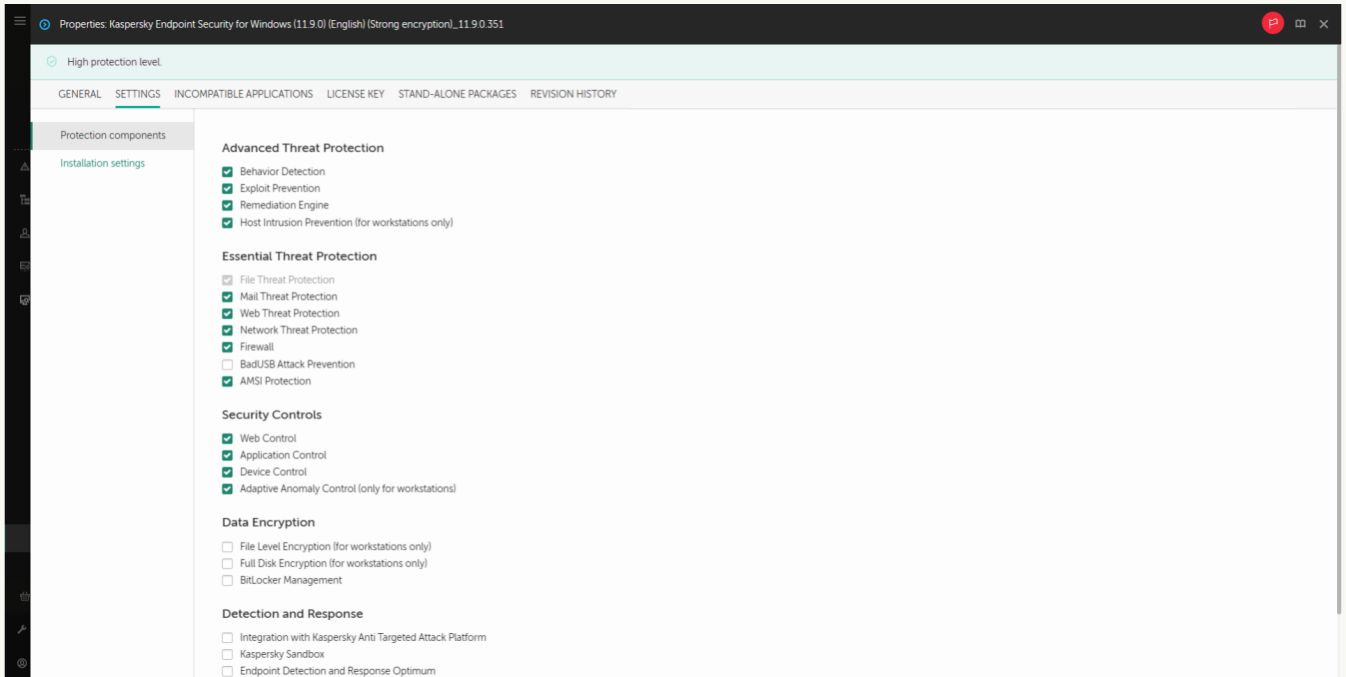 Properties: Kaspersky Endpoint Security for Windows (11.9.0) (English) (Strong encryption)_11.9.0.351
High protection level.
GENERAL SETTINGS INCOMPATIBLE APPLICATIONS LICENSE KEY STAND-ALONE PACKAGES REVISION HISTORY
Protection components
Installation settings
Advanced Threat Protection
Behavior Detection
Exploit Prevention
Remediation Engine
Host Intrusion Prevention (for workstations only)
Essential Threat Protection
File Threat Protection
Mail Threat Protection
Web Threat Protection
Network Threat Protection
Firewall
BadUSB Attack Prevention
AMSI Protection
Security Controls
Web Control
Application Control
Device Control
Adaptive Anomaly Control (only for workstations)
Data Encryption
File Level Encryption (for workstations only)
Full Disk Encryption (for workstations only)
BitLocker Management
Detection and Response
Integration with Kaspersky Anti Targeted Attack Platform
Kaspersky Sandbox
Endpoint Detection and Response Optimum